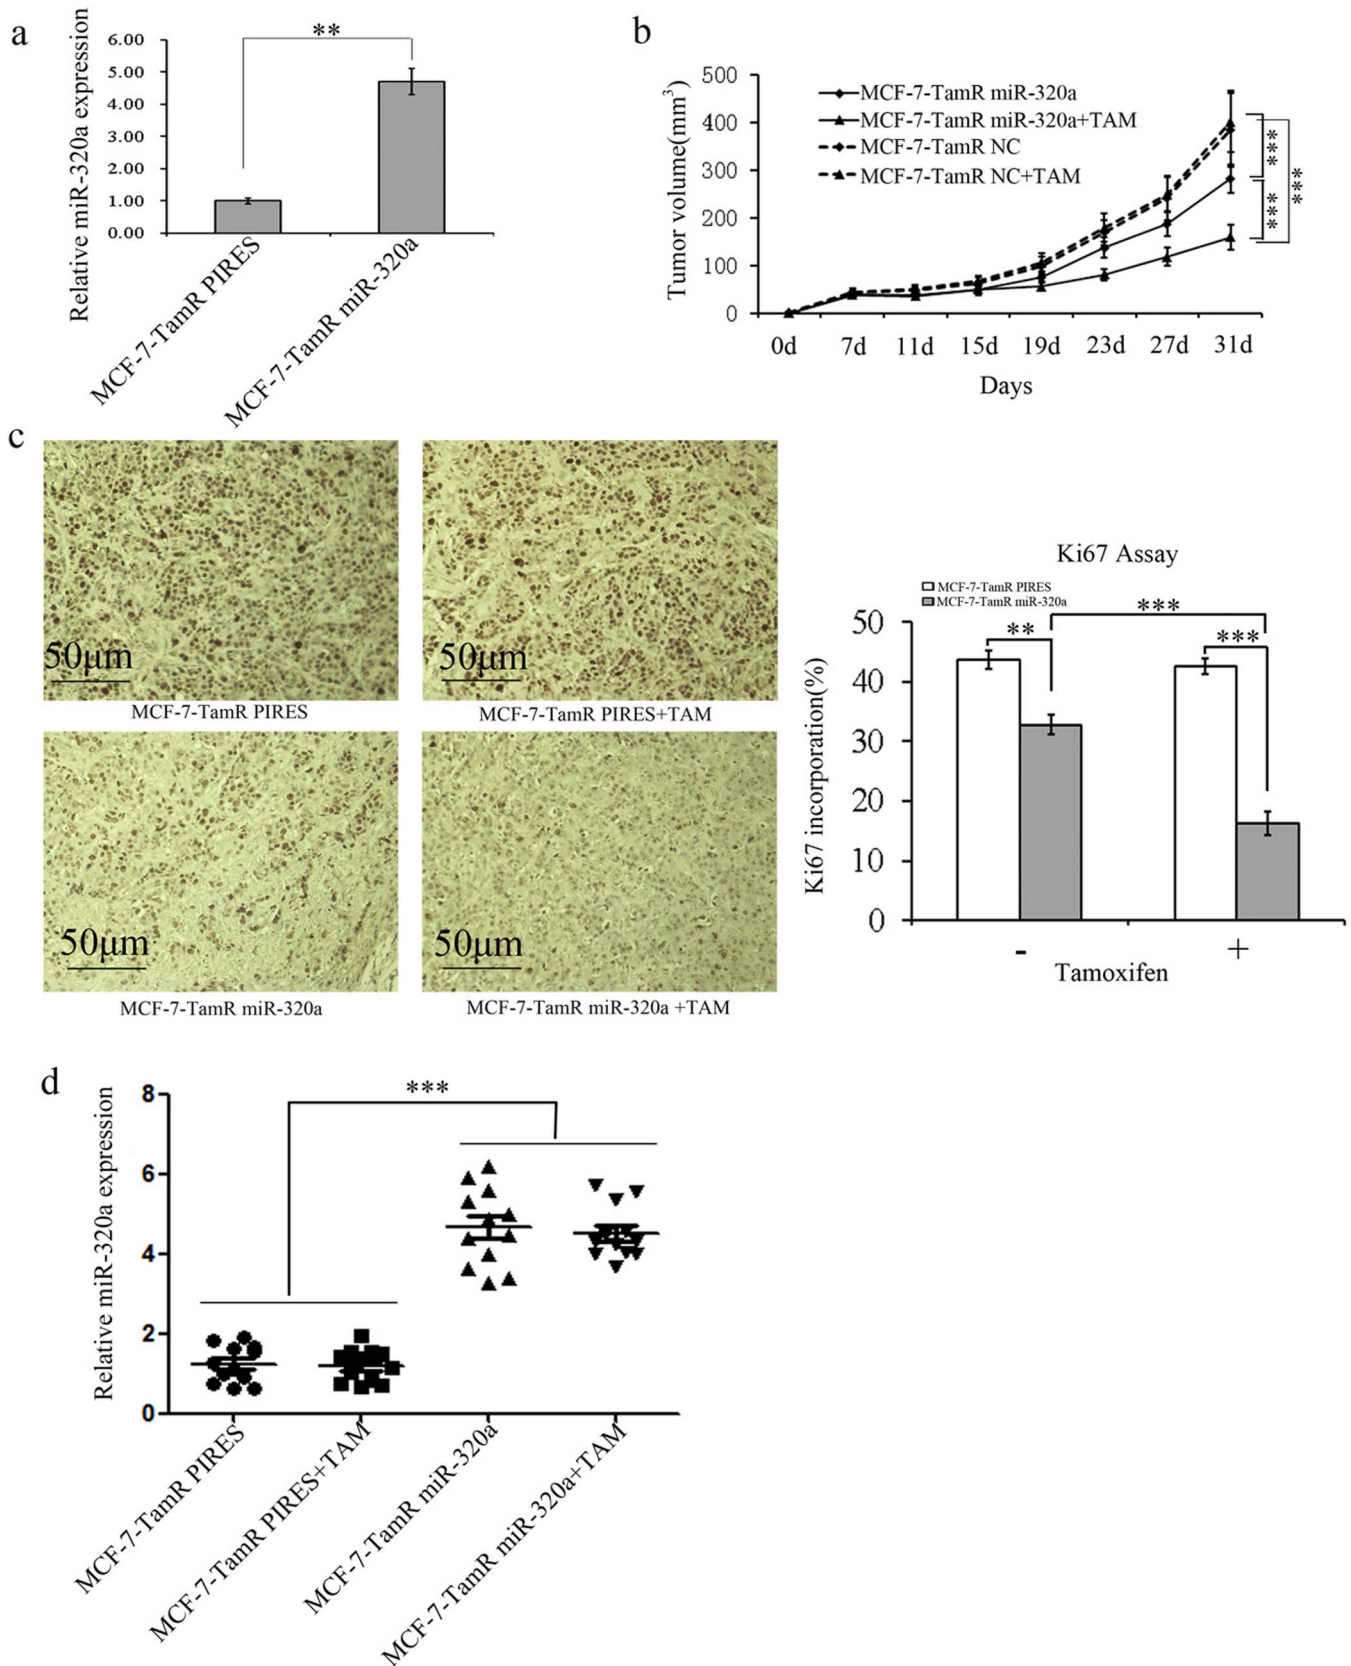 a
Relative miR-320a expression
6.00
5.00
4.00
3.00
2.00
1.00
0.00
**
MCF-7-TamR PIRES
MCF-7-TamR miR-320a
b
Tumor volume(mm³)
500
400
300
200
100
0
MCF-7-TamR miR-320a
MCF-7-TamR miR-320a+TAM
MCF-7-TamR NC
MCF-7-TamR NC+TAM
***
***
***
0d 7d 11d 15d 19d 23d 27d 31d
Days
c
50μm
MCF-7-TamR PIRES
50μm
MCF-7-TamR PIRES+TAM
50μm
MCF-7-TamR miR-320a
50μm
MCF-7-TamR miR-320a +TAM
Ki67 Assay
MCF-7-TamR PIRES
MCF-7-TamR miR-320a
Ki67 incorporation(%)
50
40
30
20
10
0
**
***
***
- +
Tamoxifen
d
Relative miR-320a expression
8
6
4
2
0
***
MCF-7-TamR PIRES
MCF-7-TamR PIRES+TAM
MCF-7-TamR miR-320a
MCF-7-TamR miR-320a+TAM